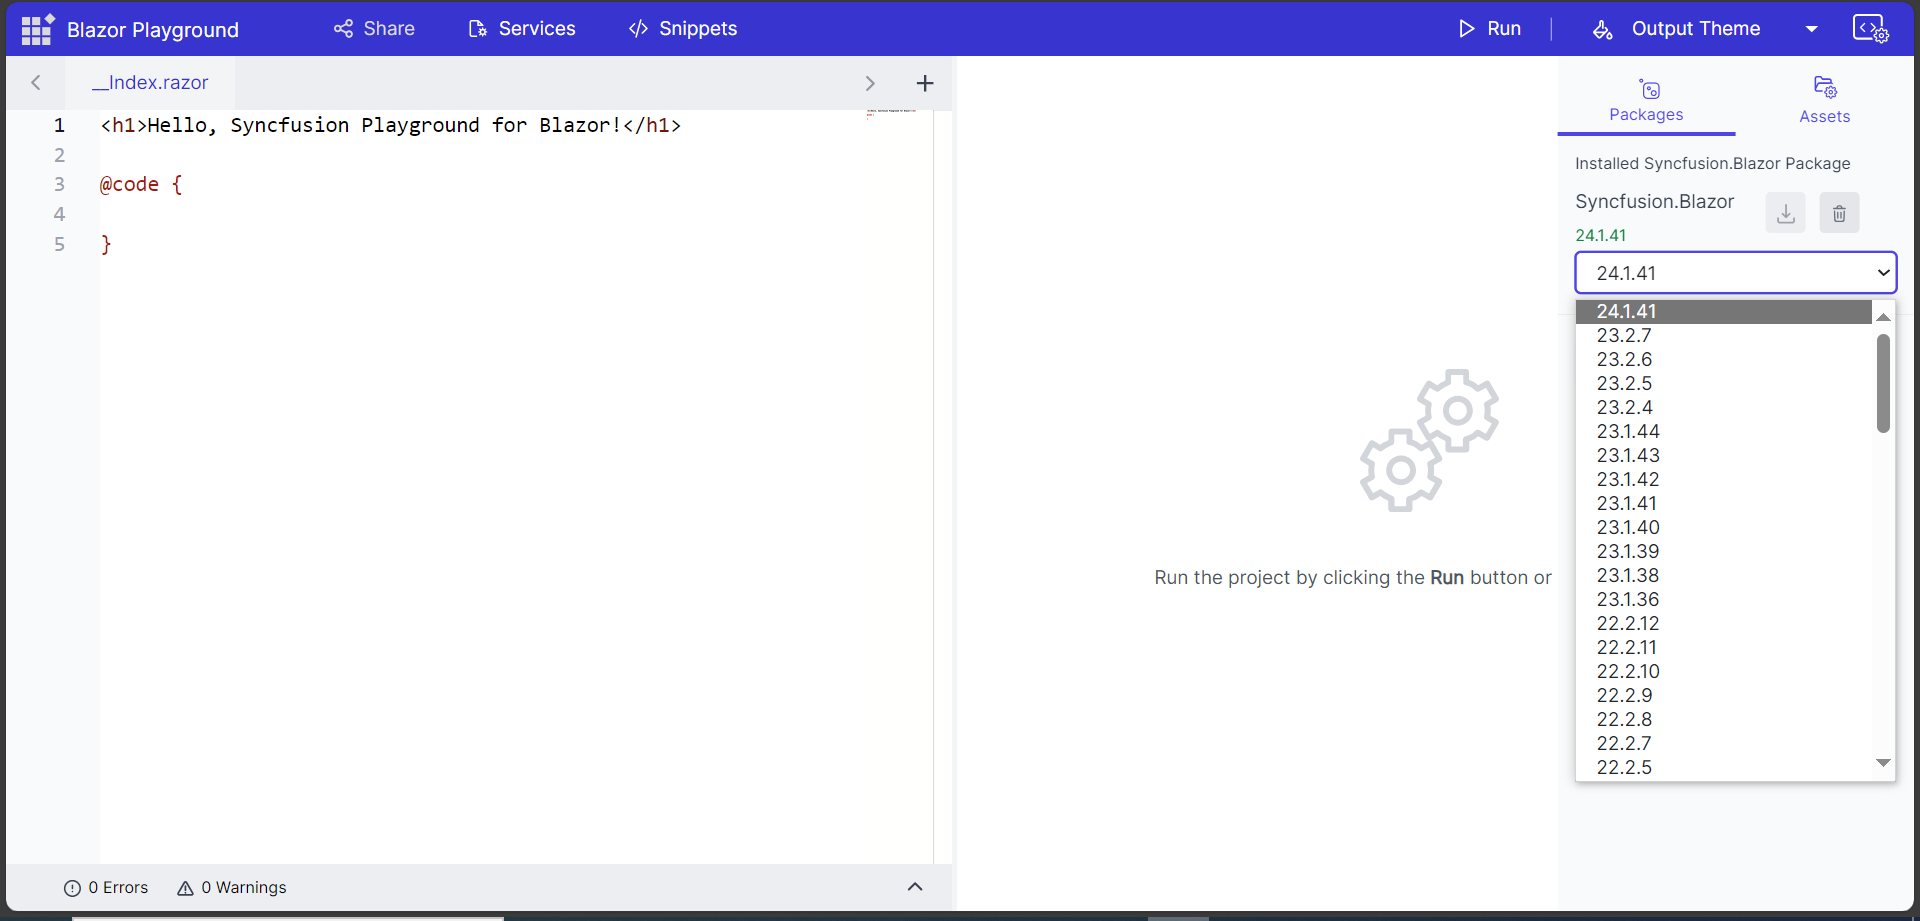 Blazor Playground
Share
Services
Snippets
Run
Output Theme
__Index.razor
1 <h1>Hello, Syncfusion Playground for Blazor!</h1>
2
3 @code {
4
5 }
Run the project by clicking the Run button or
Packages
Assets
Installed Syncfusion.Blazor Package
Syncfusion.Blazor
24.1.41
24.1.41
24.1.41
23.2.7
23.2.6
23.2.5
23.2.4
23.1.44
23.1.43
23.1.42
23.1.41
23.1.40
23.1.39
23.1.38
23.1.36
22.2.12
22.2.11
22.2.10
22.2.9
22.2.8
22.2.7
22.2.5
0 Errors
0 Warnings